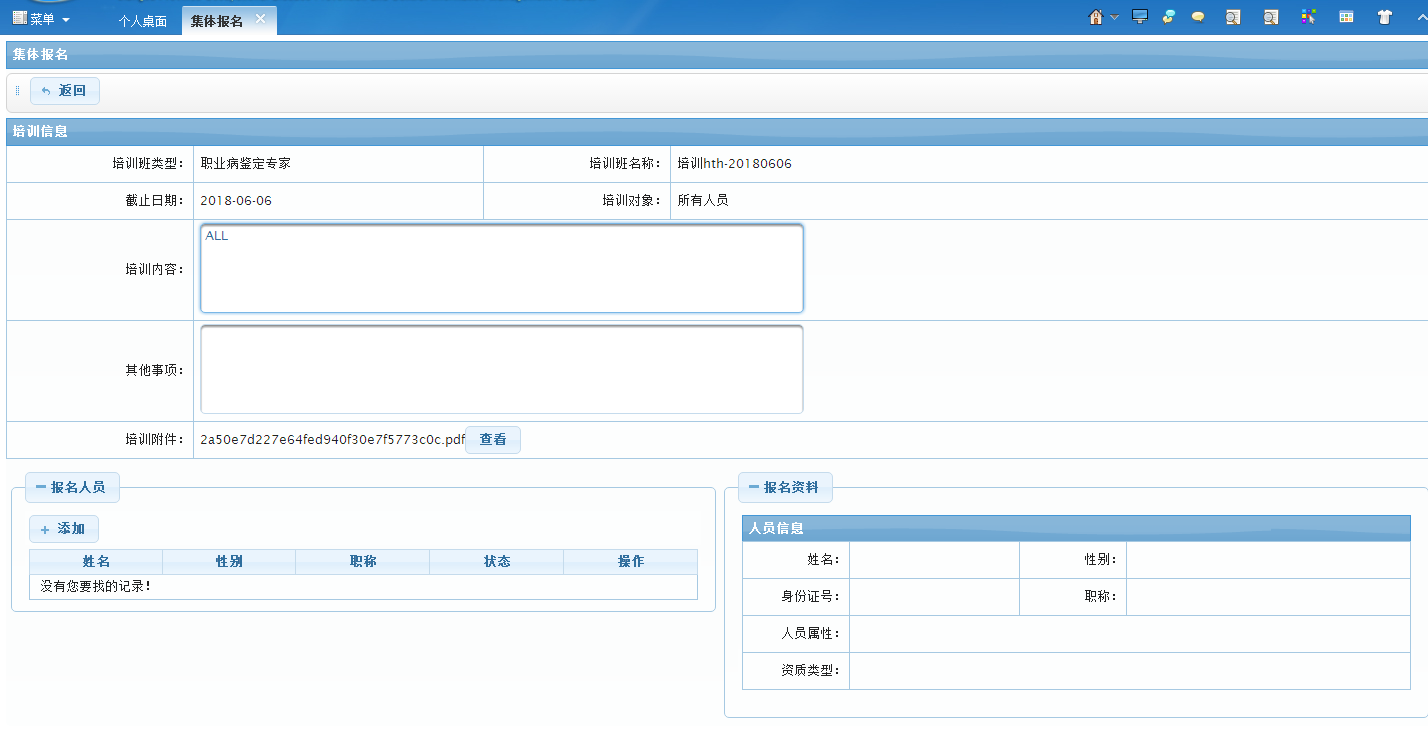 菜单 个人桌面 集体报名
集体报名
返回
培训信息
培训班类型： 职业病鉴定专家 培训班名称： 培训hth-20180606
截止日期： 2018-06-06 培训对象： 所有人员
培训内容： ALL
其他事项：
培训附件： 2a50e7d227e64fed940f30e7f5773c0c.pdf 查看
报名人员
添加
姓名 性别 职称 状态 操作
没有您要找的记录！
报名资料
人员信息
姓名： 性别：
身份证号： 职称：
人员属性：
资质类型：